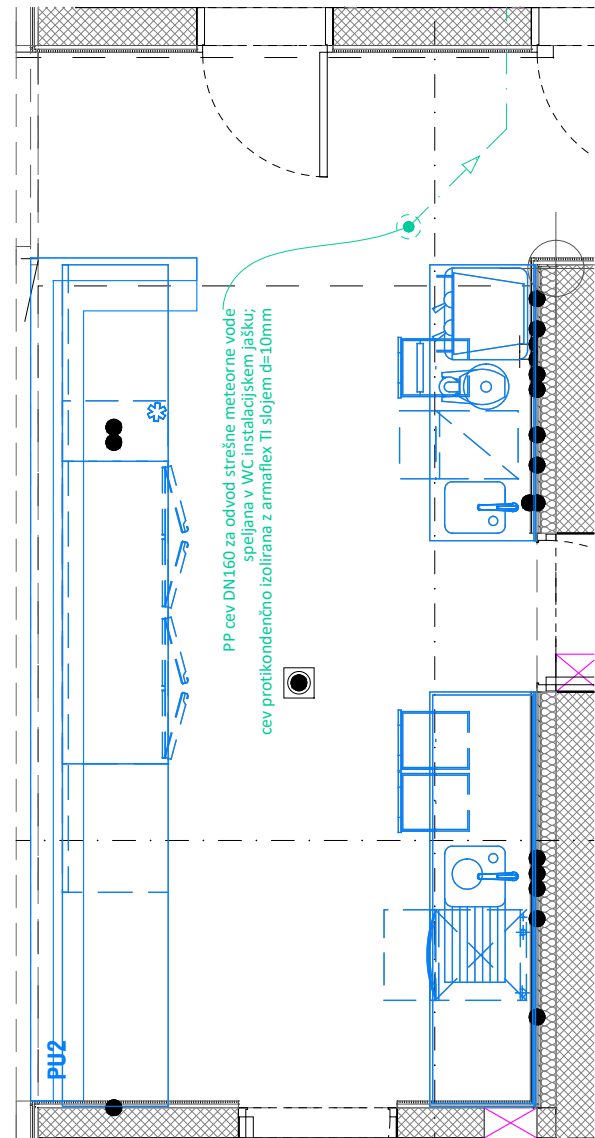 PP cev DN160 za odvod strešne meteorne vode
speljana v WC instalacijskem jašku;
cev protikondenčno izolirana z armaflex TI slojem d=10mm
PU2